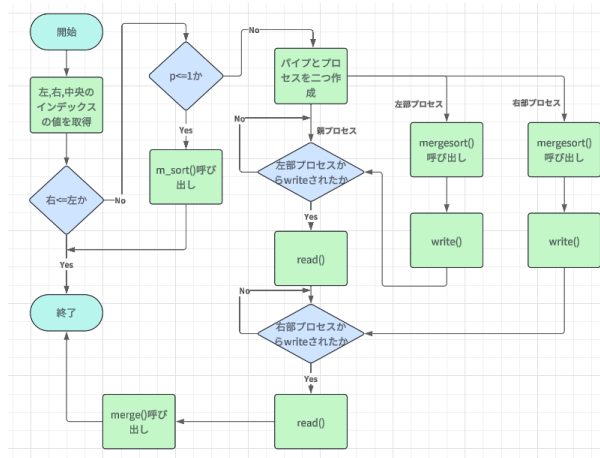 開始
左,右,中央の
インデックス
の値を取得
右<=左か
No
Yes
終了
p<=1か
No
Yes
m_sort()呼び
出し
パイプとプロ
セスを二つ作
成
親プロセス
左部プロセス
右部プロセス
No
左部プロセスか
らwriteされたか
Yes
mergesort()
呼び出し
mergesort()
呼び出し
write()
write()
read()
No
右部プロセスか
らwriteされたか
Yes
read()
merge()呼び
出し